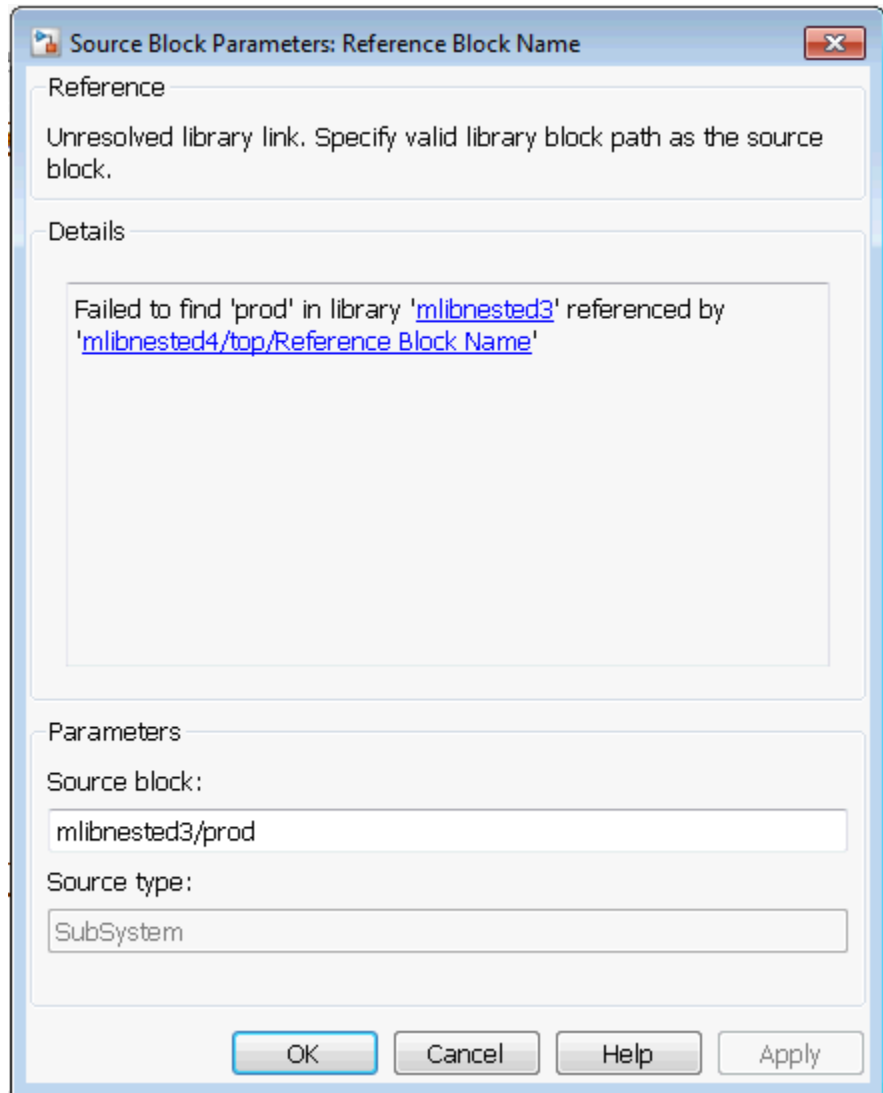 Source Block Parameters: Reference Block Name
Reference
Unresolved library link. Specify valid library block path as the source
block.
Details
Failed to find 'prod' in library 'mlibnested3' referenced by
'mlibnested4/top/Reference Block Name'
Parameters
Source block:
mlibnested3/prod
Source type:
SubSystem
OK Cancel Help Apply